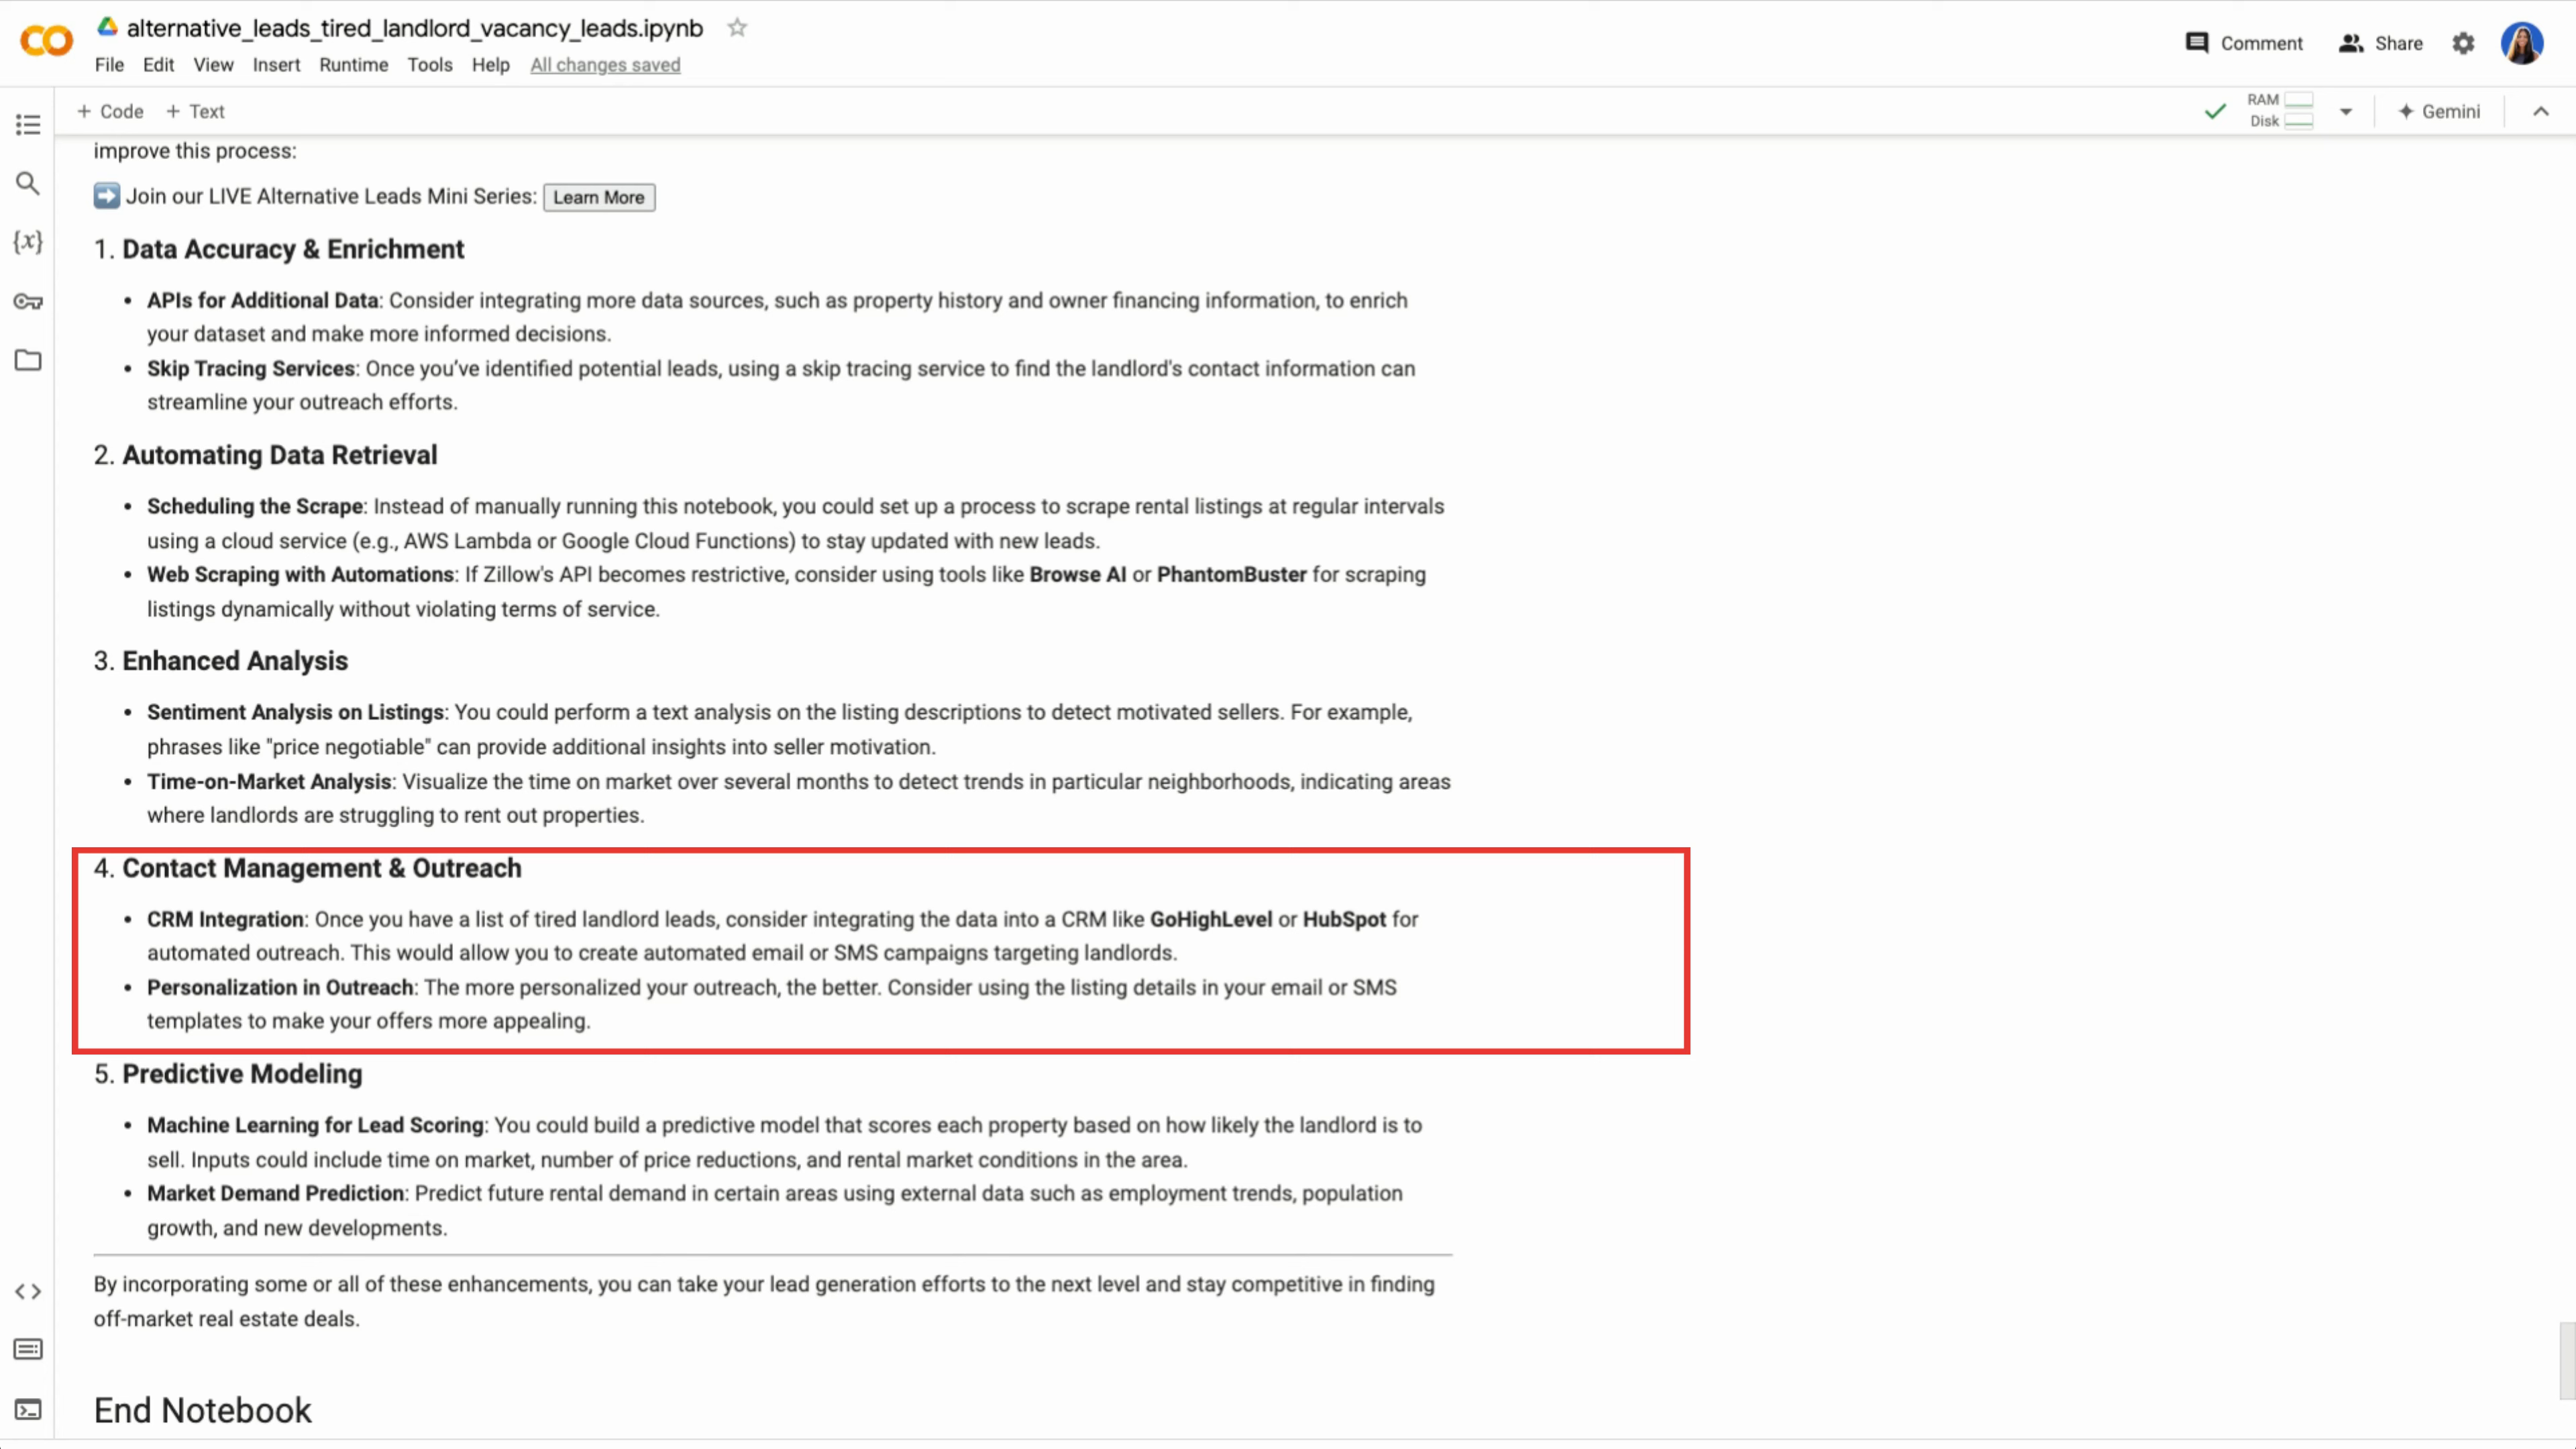 alternative_leads_tired_landlord_vacancy_leads.ipynb
File Edit View Insert Runtime Tools Help All changes saved
Comment Share
+ Code + Text
RAM
Disk
Gemini
{x}
improve this process:
➡️ Join our LIVE Alternative Leads Mini Series: Learn More
1. Data Accuracy & Enrichment
• APIs for Additional Data: Consider integrating more data sources, such as property history and owner financing information, to enrich
your dataset and make more informed decisions.
• Skip Tracing Services: Once you've identified potential leads, using a skip tracing service to find the landlord's contact information can
streamline your outreach efforts.
2. Automating Data Retrieval
• Scheduling the Scrape: Instead of manually running this notebook, you could set up a process to scrape rental listings at regular intervals
using a cloud service (e.g., AWS Lambda or Google Cloud Functions) to stay updated with new leads.
• Web Scraping with Automations: If Zillow's API becomes restrictive, consider using tools like Browse AI or PhantomBuster for scraping
listings dynamically without violating terms of service.
3. Enhanced Analysis
• Sentiment Analysis on Listings: You could perform a text analysis on the listing descriptions to detect motivated sellers. For example,
phrases like "price negotiable" can provide additional insights into seller motivation.
• Time-on-Market Analysis: Visualize the time on market over several months to detect trends in particular neighborhoods, indicating areas
where landlords are struggling to rent out properties.
4. Contact Management & Outreach
• CRM Integration: Once you have a list of tired landlord leads, consider integrating the data into a CRM like GoHighLevel or HubSpot for
automated outreach. This would allow you to create automated email or SMS campaigns targeting landlords.
• Personalization in Outreach: The more personalized your outreach, the better. Consider using the listing details in your email or SMS
templates to make your offers more appealing.
5. Predictive Modeling
• Machine Learning for Lead Scoring: You could build a predictive model that scores each property based on how likely the landlord is to
sell. Inputs could include time on market, number of price reductions, and rental market conditions in the area.
• Market Demand Prediction: Predict future rental demand in certain areas using external data such as employment trends, population
growth, and new developments.
By incorporating some or all of these enhancements, you can take your lead generation efforts to the next level and stay competitive in finding
off-market real estate deals.
End Notebook